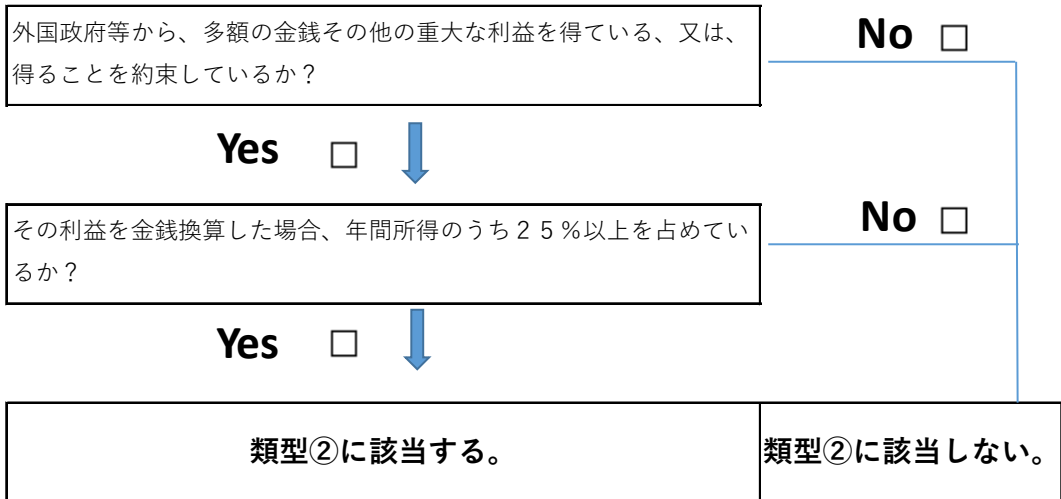 外国政府等から、多額の金銭その他の重大な利益を得ている、又は、
得ることを約束しているか？
No □
Yes □
その利益を金銭換算した場合、年間所得のうち２５％以上を占めてい
るか？
No □
Yes □
類型②に該当する。
類型②に該当しない。